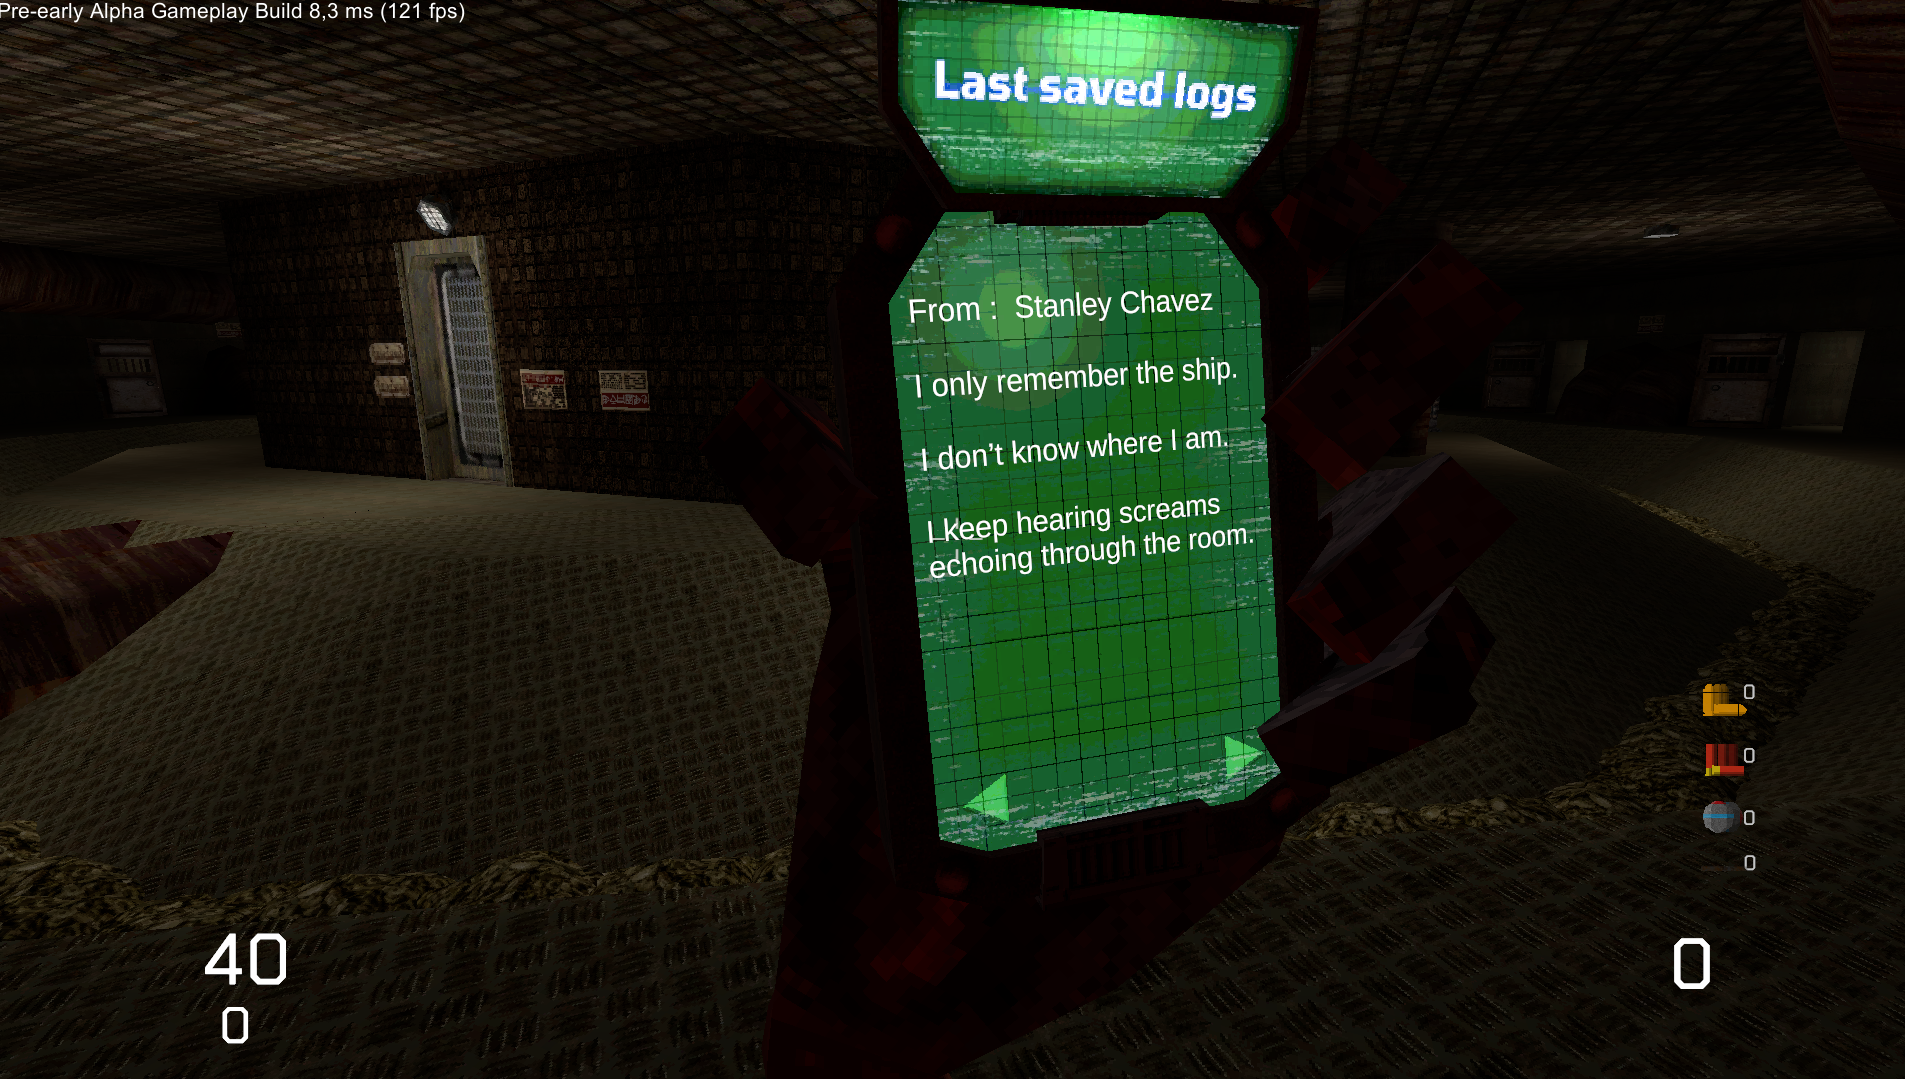 Pre-early Alpha Gameplay Build 8,3 ms (121 fps)
Last saved logs
From : Stanley Chavez
I only remember the ship.
I don’t know where I am.
I keep hearing screams
echoing through the room.
0
0
0
0
40
0
0